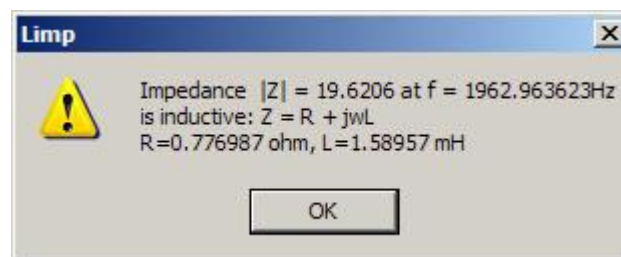 Limp
Impedance |Z| = 19.6206 at f = 1962.963623Hz
is inductive: Z = R + jwL
R=0.776987 ohm, L=1.58957 mH
OK